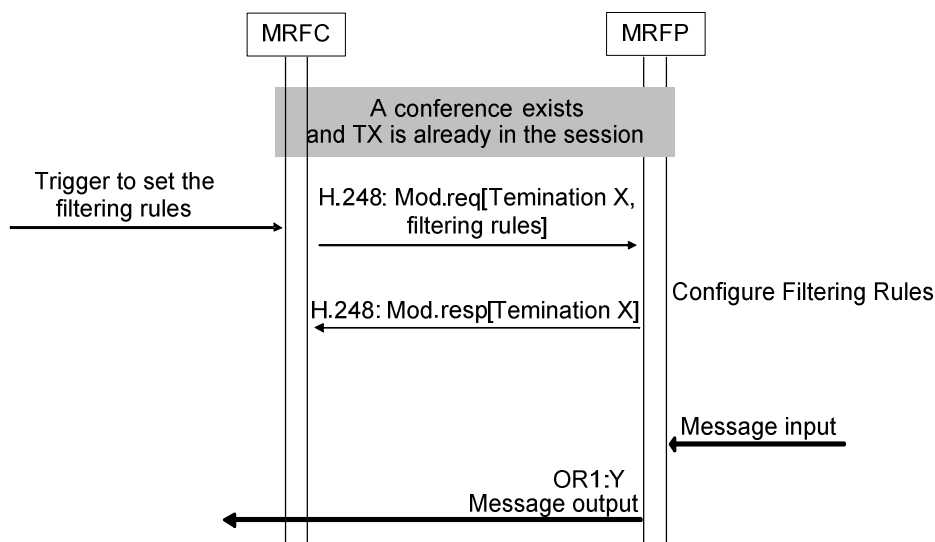 MRFC
MRFP
A conference exists
and TX is already in the session
Trigger to set the
filtering rules
H.248: Mod.req[Temination X,
filtering rules]
Configure Filtering Rules
H.248: Mod.resp[Temination X]
Message input
OR1:Y
Message output